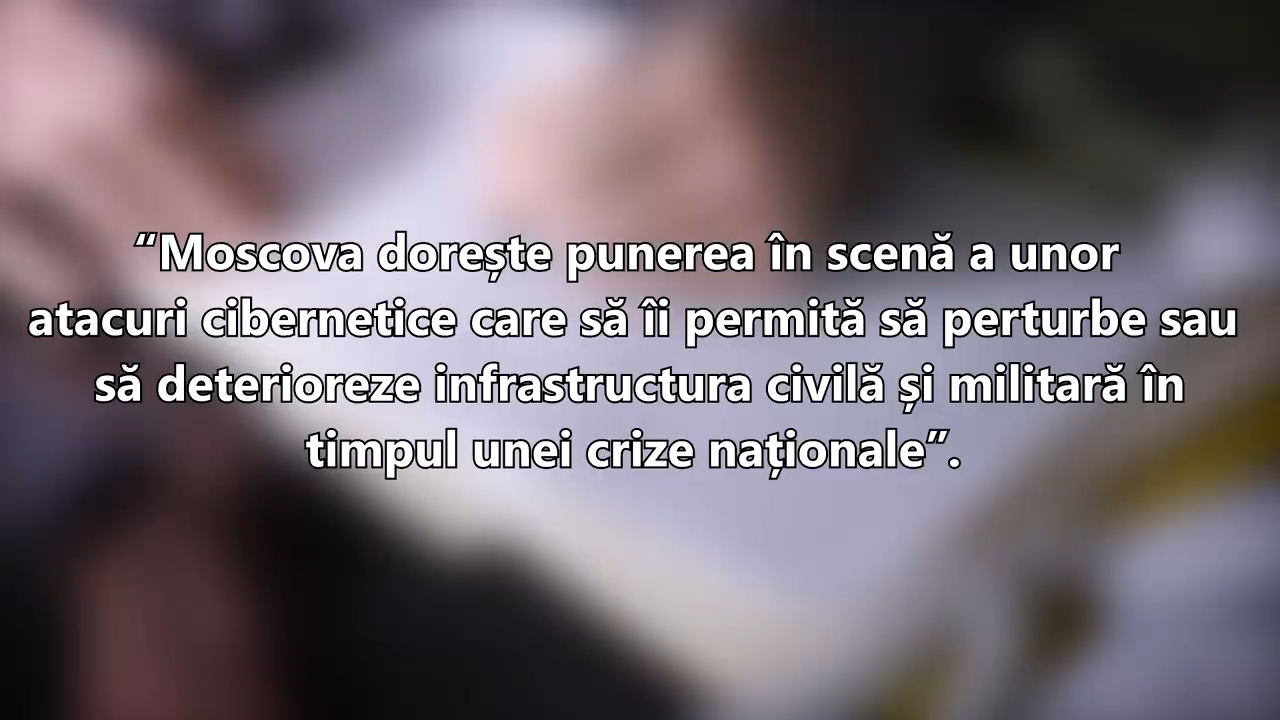 “Moscova dorește punerea în scenă a unor
atacuri cibernetice care să îi permită să perturbe sau
să deterioreze infrastructura civilă și militară în
timpul unei crize naționale”.